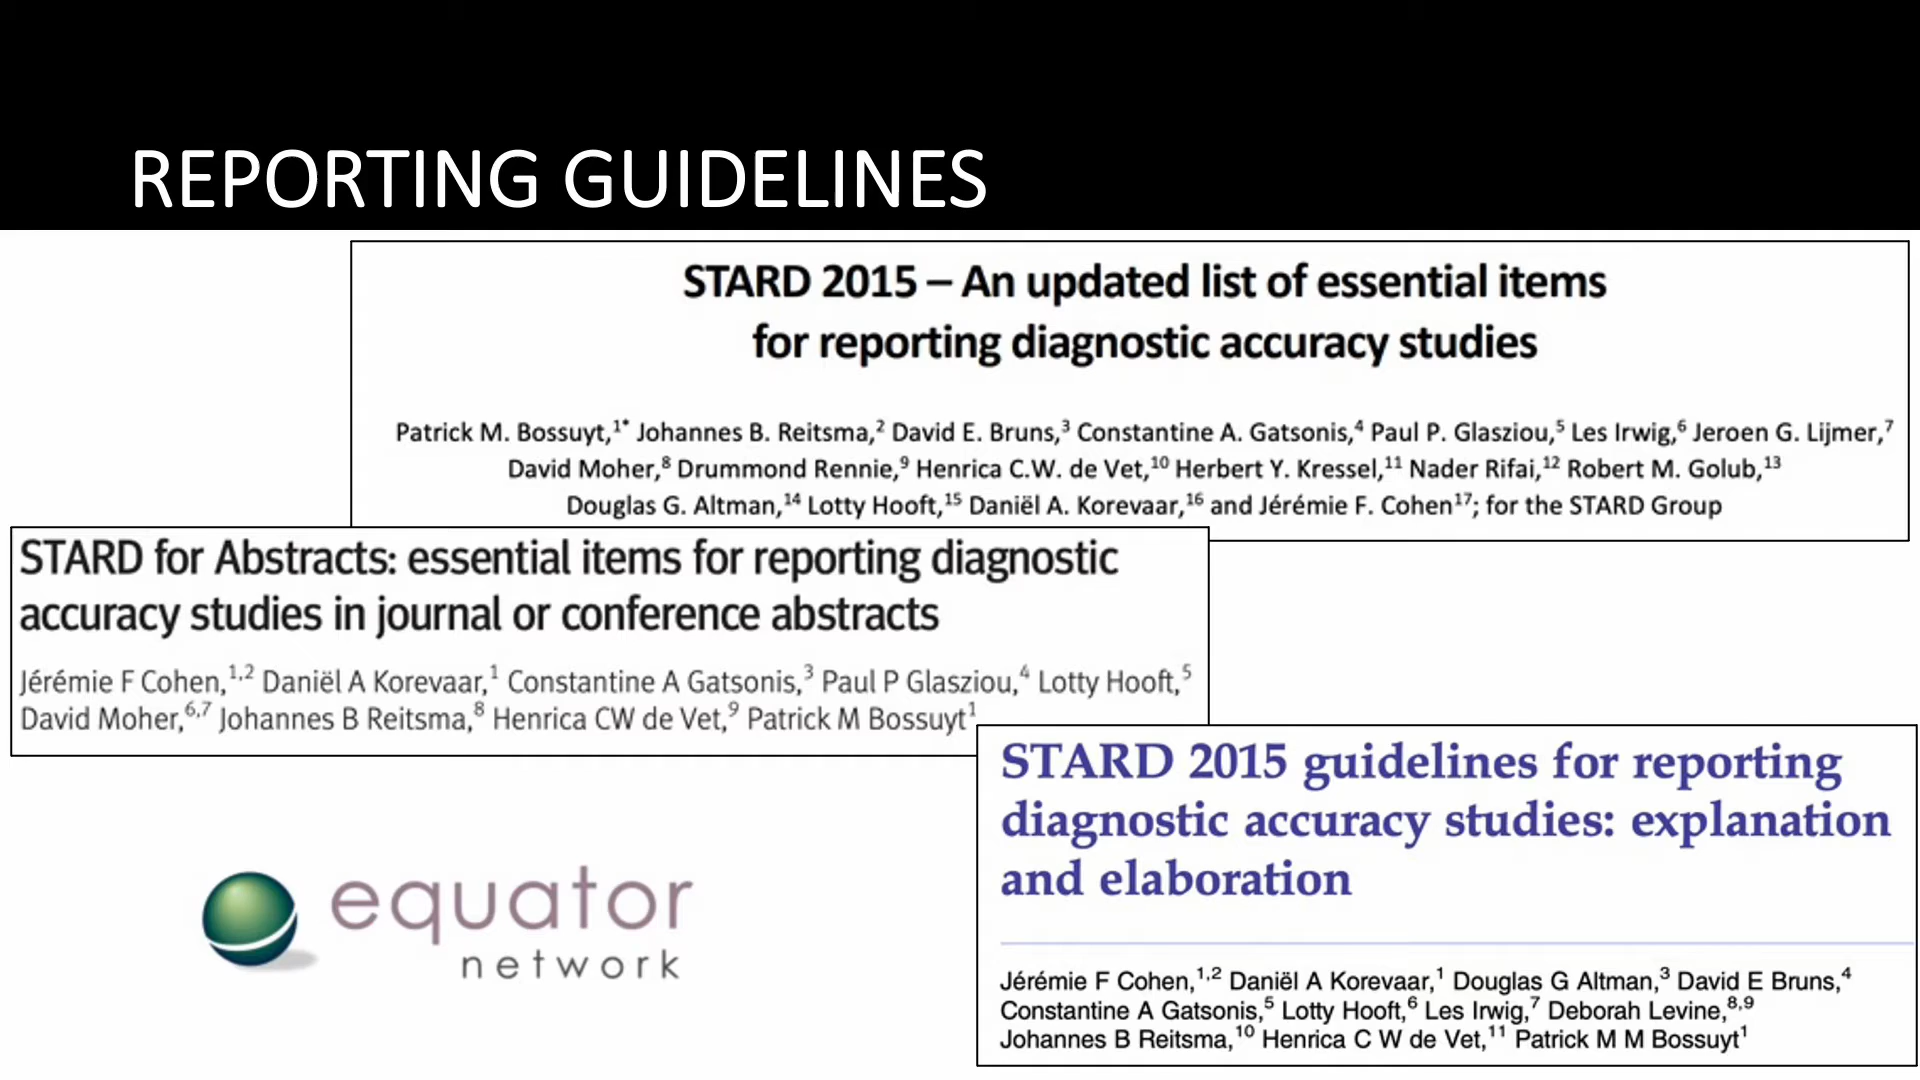 REPORTING GUIDELINES
STARD 2015 – An updated list of essential items
for reporting diagnostic accuracy studies
Patrick M. Bossuyt,1* Johannes B. Reitsma,2 David E. Bruns,3 Constantine A. Gatsonis,4 Paul P. Glasziou,5 Les Irwig,6 Jeroen G. Lijmer,7
David Moher,8 Drummond Rennie,9 Henrica C.W. de Vet,10 Herbert Y. Kressel,11 Nader Rifai,12 Robert M. Golub,13
Douglas G. Altman,14 Lotty Hooft,15 Daniël A. Korevaar,16 and Jérémie F. Cohen17; for the STARD Group
STARD for Abstracts: essential items for reporting diagnostic
accuracy studies in journal or conference abstracts
Jérémie F Cohen,1,2 Daniël A Korevaar,1 Constantine A Gatsonis,3 Paul P Glasziou,4 Lotty Hooft,5
David Moher,6,7 Johannes B Reitsma,8 Henrica CW de Vet,9 Patrick M Bossuyt1
STARD 2015 guidelines for reporting
diagnostic accuracy studies: explanation
and elaboration
Jérémie F Cohen,1,2 Daniël A Korevaar,1 Douglas G Altman,3 David E Bruns,4
Constantine A Gatsonis,5 Lotty Hooft,6 Les Irwig,7 Deborah Levine,8,9
Johannes B Reitsma,10 Henrica C W de Vet,11 Patrick M M Bossuyt1
equator
network